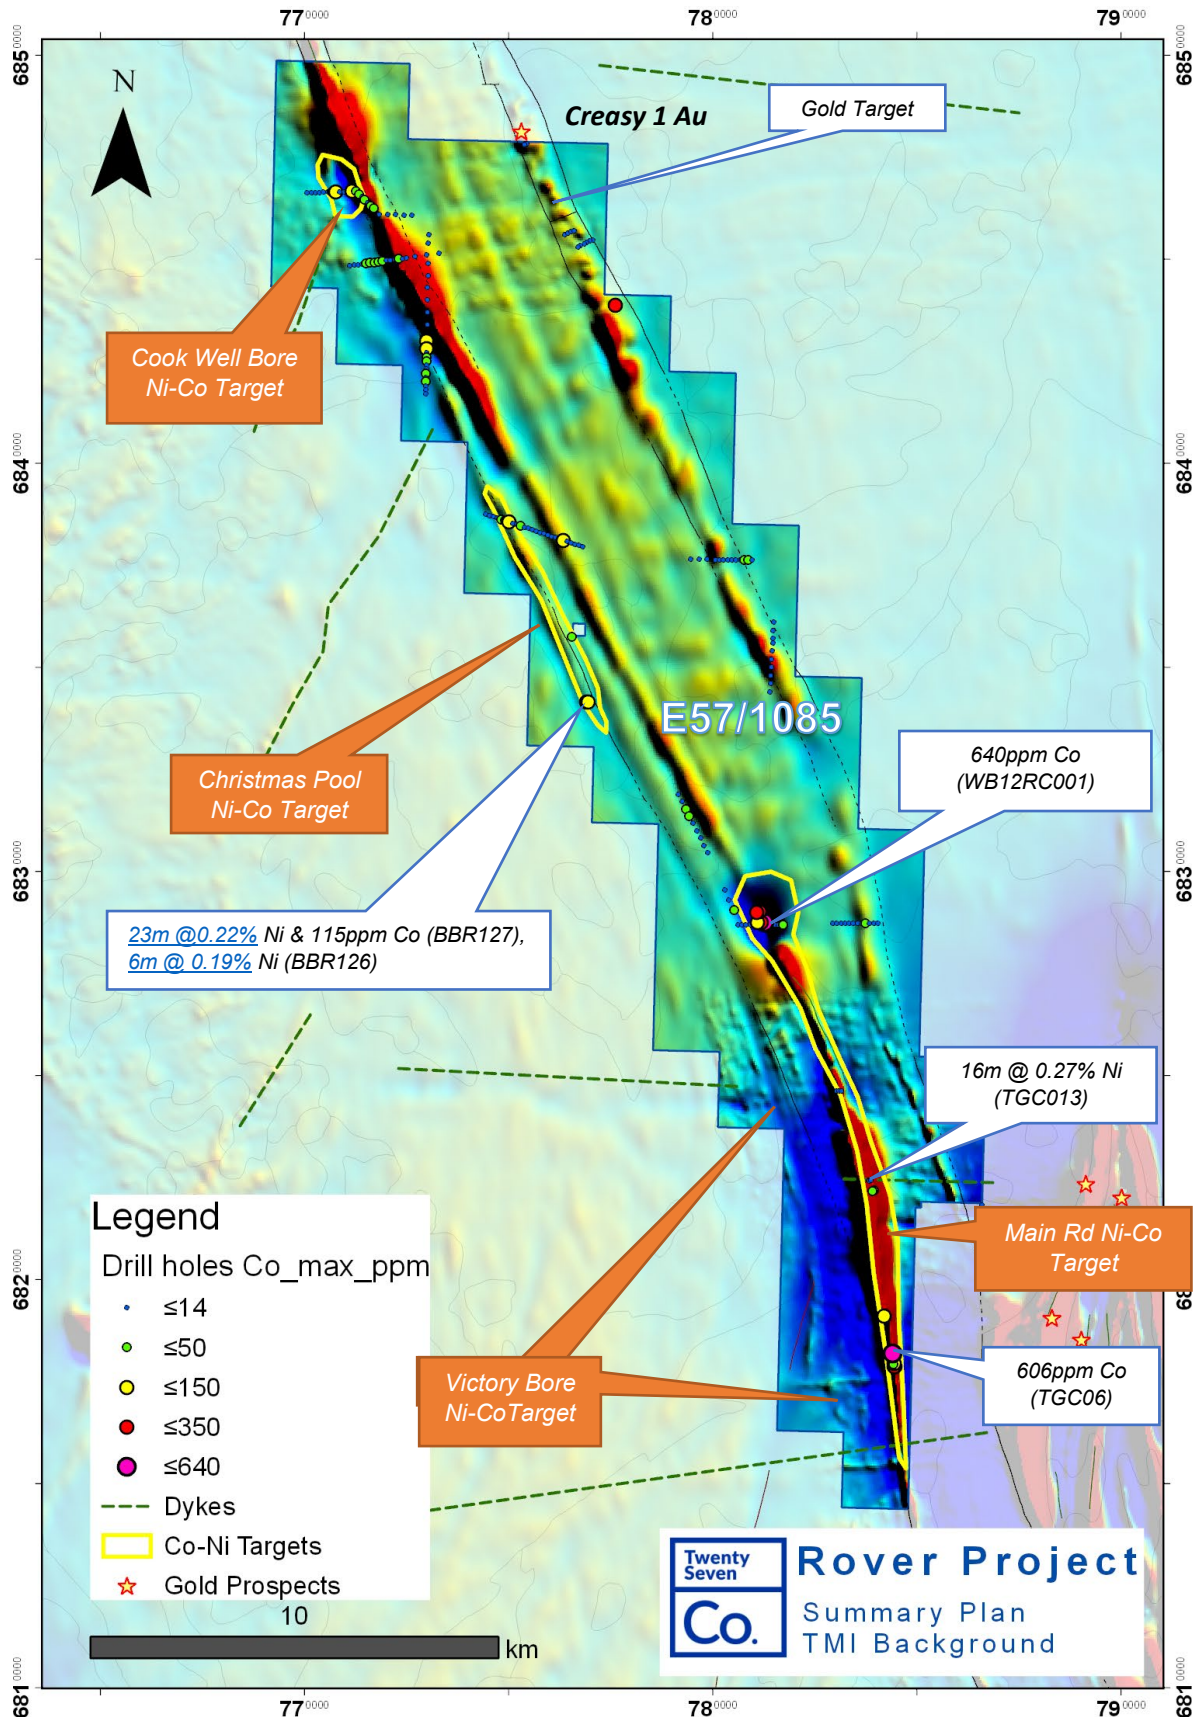 77⁰⁰⁰⁰
78⁰⁰⁰⁰
79⁰⁰⁰⁰
685⁰⁰⁰⁰
685⁰⁰⁰⁰
N
Creasy 1 Au
Gold Target
Cook Well Bore
Ni-Co Target
684⁰⁰⁰⁰
684⁰⁰⁰⁰
E57/1085
Christmas Pool
Ni-Co Target
640ppm Co
(WB12RC001)
683⁰⁰⁰⁰
683⁰⁰⁰⁰
23m @0.22% Ni & 115ppm Co (BBR127),
6m @ 0.19% Ni (BBR126)
16m @ 0.27% Ni
(TGC013)
Main Rd Ni-Co
Target
682⁰⁰⁰⁰
Victory Bore
Ni-CoTarget
606ppm Co
(TGC06)
Legend
Drill holes Co_max_ppm
≤14
≤50
≤150
≤350
≤640
Dykes
Co-Ni Targets
Gold Prospects
10
km
Twenty
Seven
Co.
Rover Project
Summary Plan
TMI Background
681⁰⁰⁰⁰
681⁰⁰⁰⁰
77⁰⁰⁰⁰
78⁰⁰⁰⁰
79⁰⁰⁰⁰